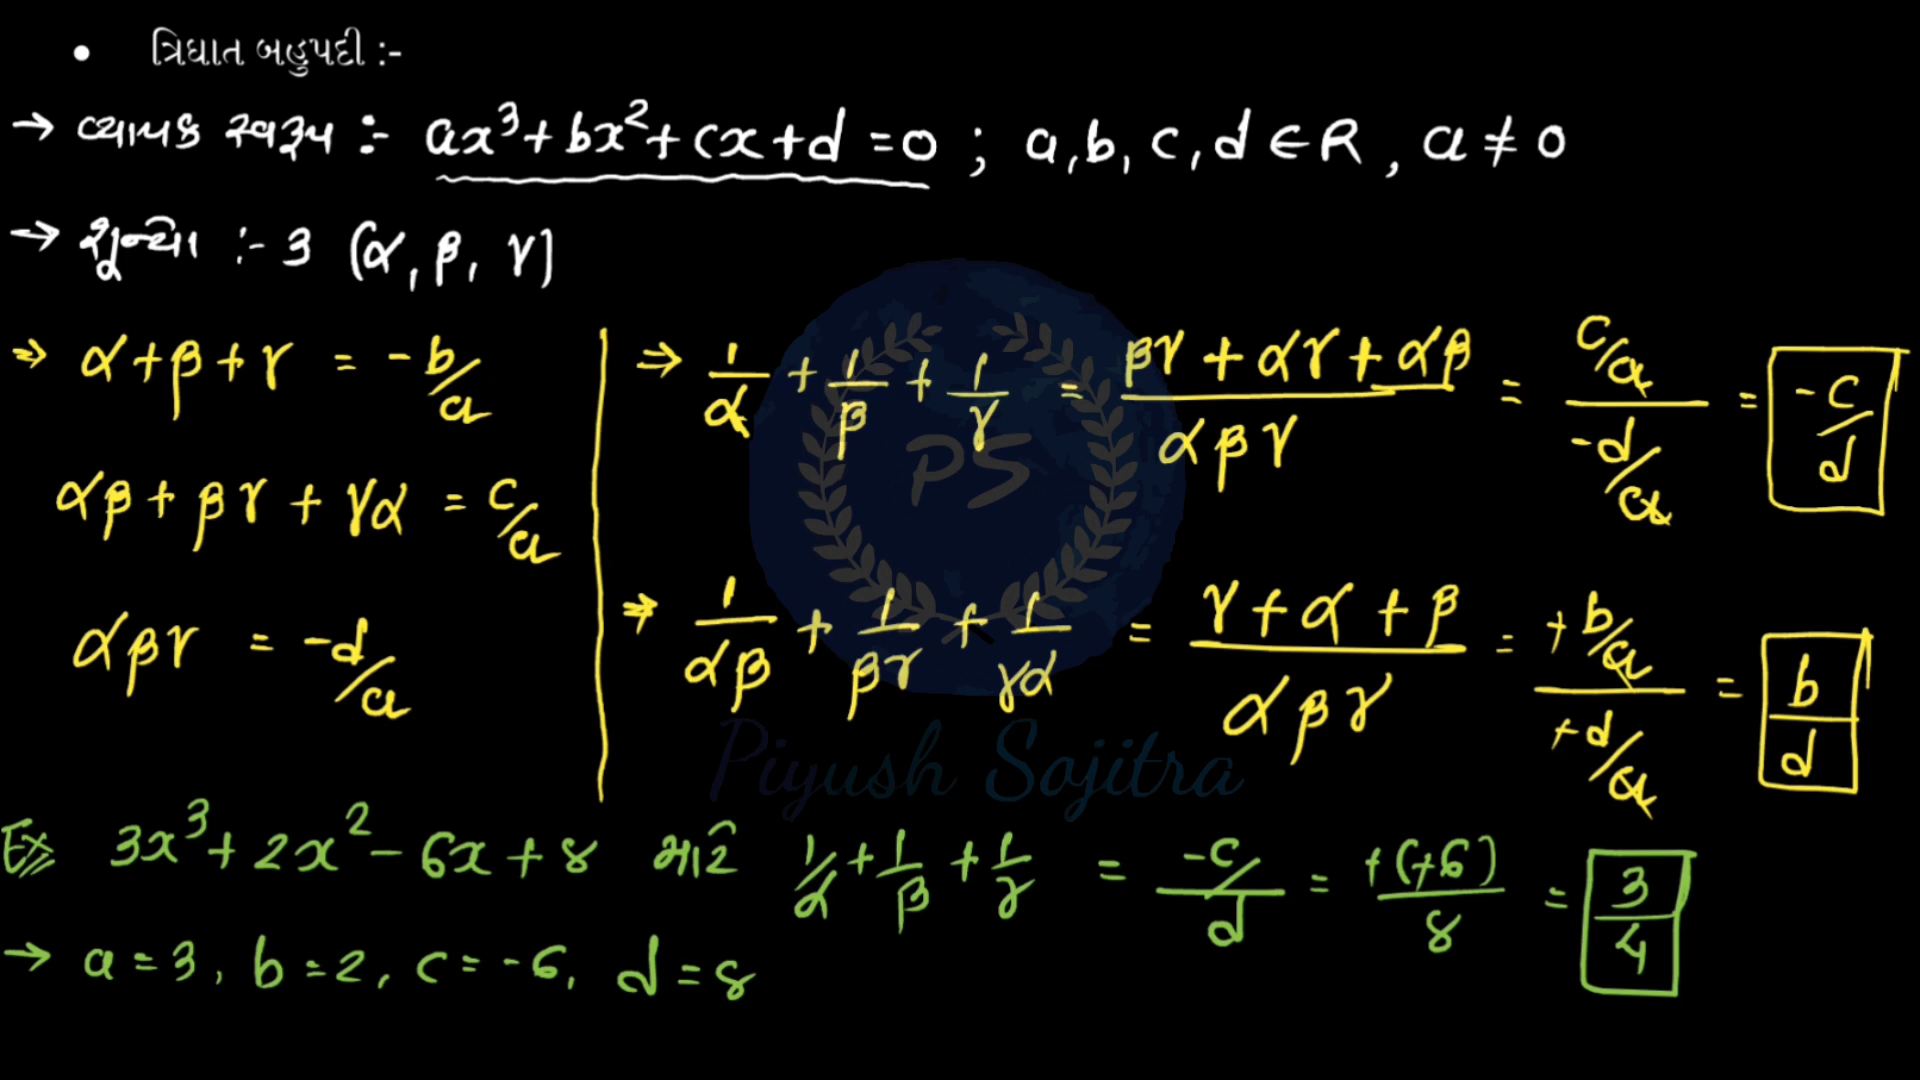 • ત્રિઘાત બહુપદી :-
→ વ્યાપક સ્વરૂપ :- ax³+bx²+cx+d=0 ; a,b,c,d∈R, a≠0
→ શૂન્યો :- 3 (α, β, γ)
⇒ α+β+γ = -b/a
αβ+βγ+γα = c/a
αβγ = -d/a
⇒ 1/α + 1/β + 1/γ = (βγ+αγ+αβ)/(αβγ) = (c/a)/(-d/a) = -c/d
⇒ 1/αβ + 1/βγ + 1/γα = (γ+α+β)/(αβγ) = (+b/a)/(+d/a) = b/d
PS
Piyush Sojitra
Ex 3x³+2x²-6x+8 માટે 1/α+1/β+1/γ = -c/d = +(+6)/8 = 3/4
→ a=3, b=2, c=-6, d=8